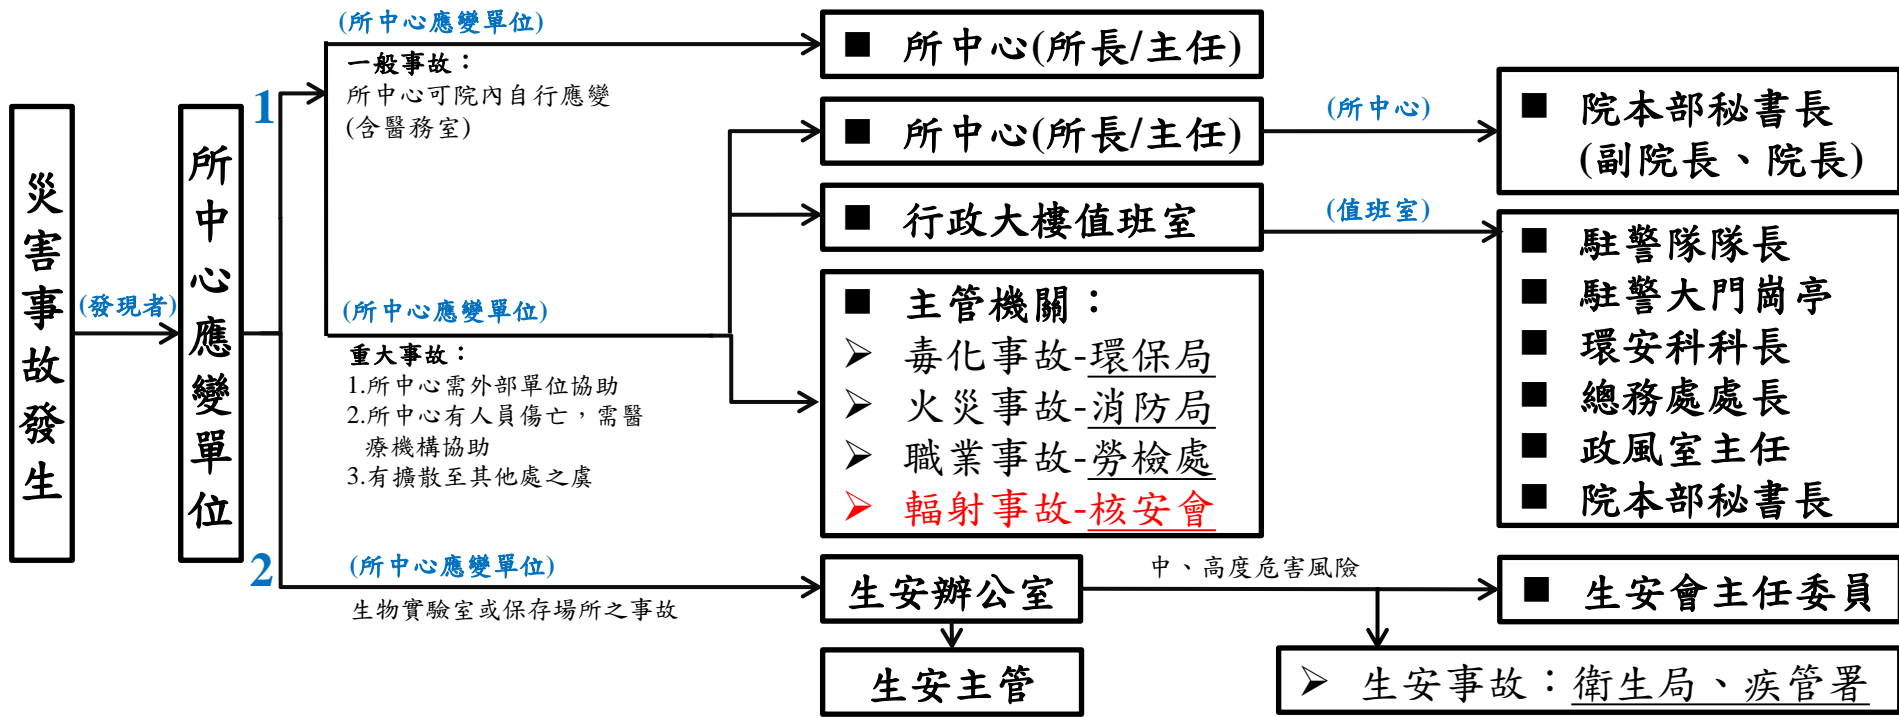 災害事故發生
(發現者)
所中心應變單位
1
(所中心應變單位)
一般事故：
所中心可院內自行應變
(含醫務室)
■ 所中心(所長/主任)
(所中心應變單位)
重大事故：
1.所中心需外部單位協助
2.所中心有人員傷亡，需醫
療機構協助
3.有擴散至其他處之虞
■ 所中心(所長/主任)
(所中心)
■ 院本部秘書長
(副院長、院長)
■ 行政大樓值班室
(值班室)
■ 駐警隊隊長
■ 駐警大門崗亭
■ 環安科科長
■ 總務處處長
■ 政風室主任
■ 院本部秘書長
■ 主管機關：
➢ 毒化事故-環保局
➢ 火災事故-消防局
➢ 職業事故-勞檢處
➢ 輻射事故-核安會
2
(所中心應變單位)
生物實驗室或保存場所之事故
生安辦公室
生安主管
中、高度危害風險
■ 生安會主任委員
➢ 生安事故：衛生局、疾管署